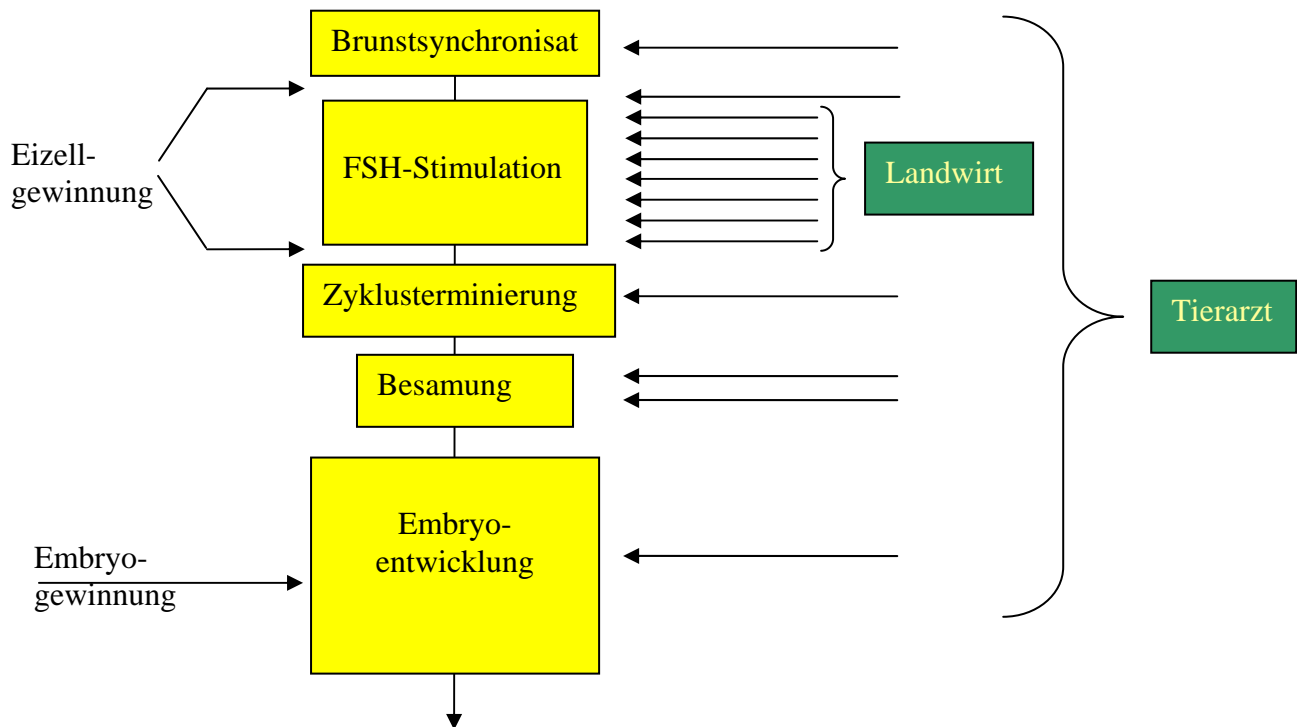 Brunstsynchronisat
Eizell-
gewinnung
FSH-Stimulation
Landwirt
Zyklusterminierung
Tierarzt
Besamung
Embryo-
entwicklung
Embryo-
gewinnung